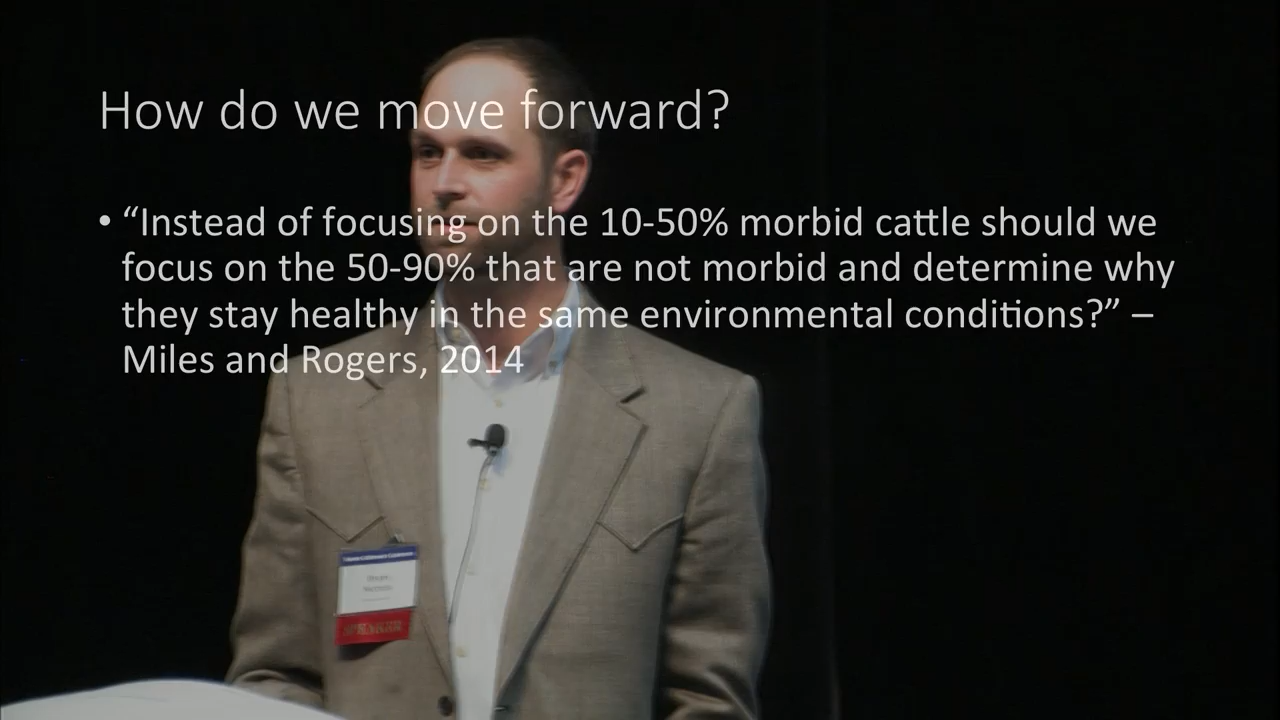 How do we move forward?
• “Instead of focusing on the 10-50% morbid cattle should we
focus on the 50-90% that are not morbid and determine why
they stay healthy in the same environmental conditions?” –
Miles and Rogers, 2014
SPEAKER